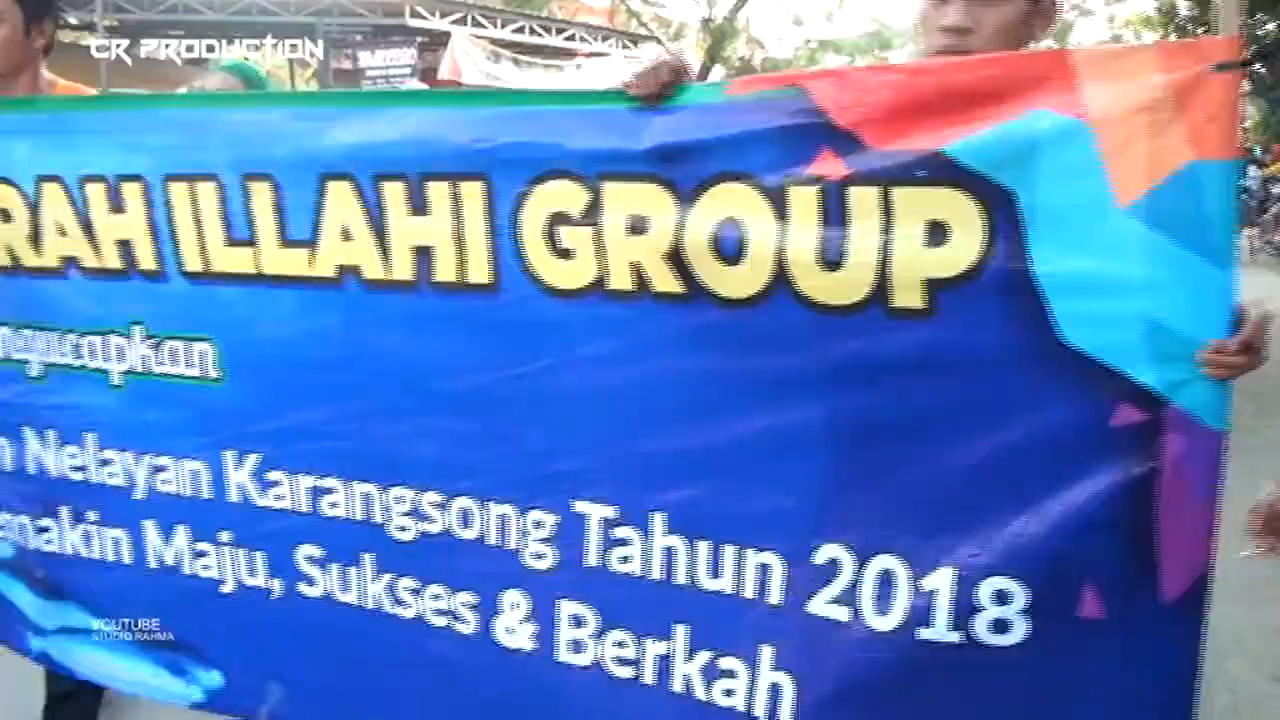 CR PRODUCTION
RAH ILLAHI GROUP
ngucapkan
n Nelayan Karangsong Tahun 2018
emakin Maju, Sukses & Berkah
YOUTUBE
STUDIO RAHMA